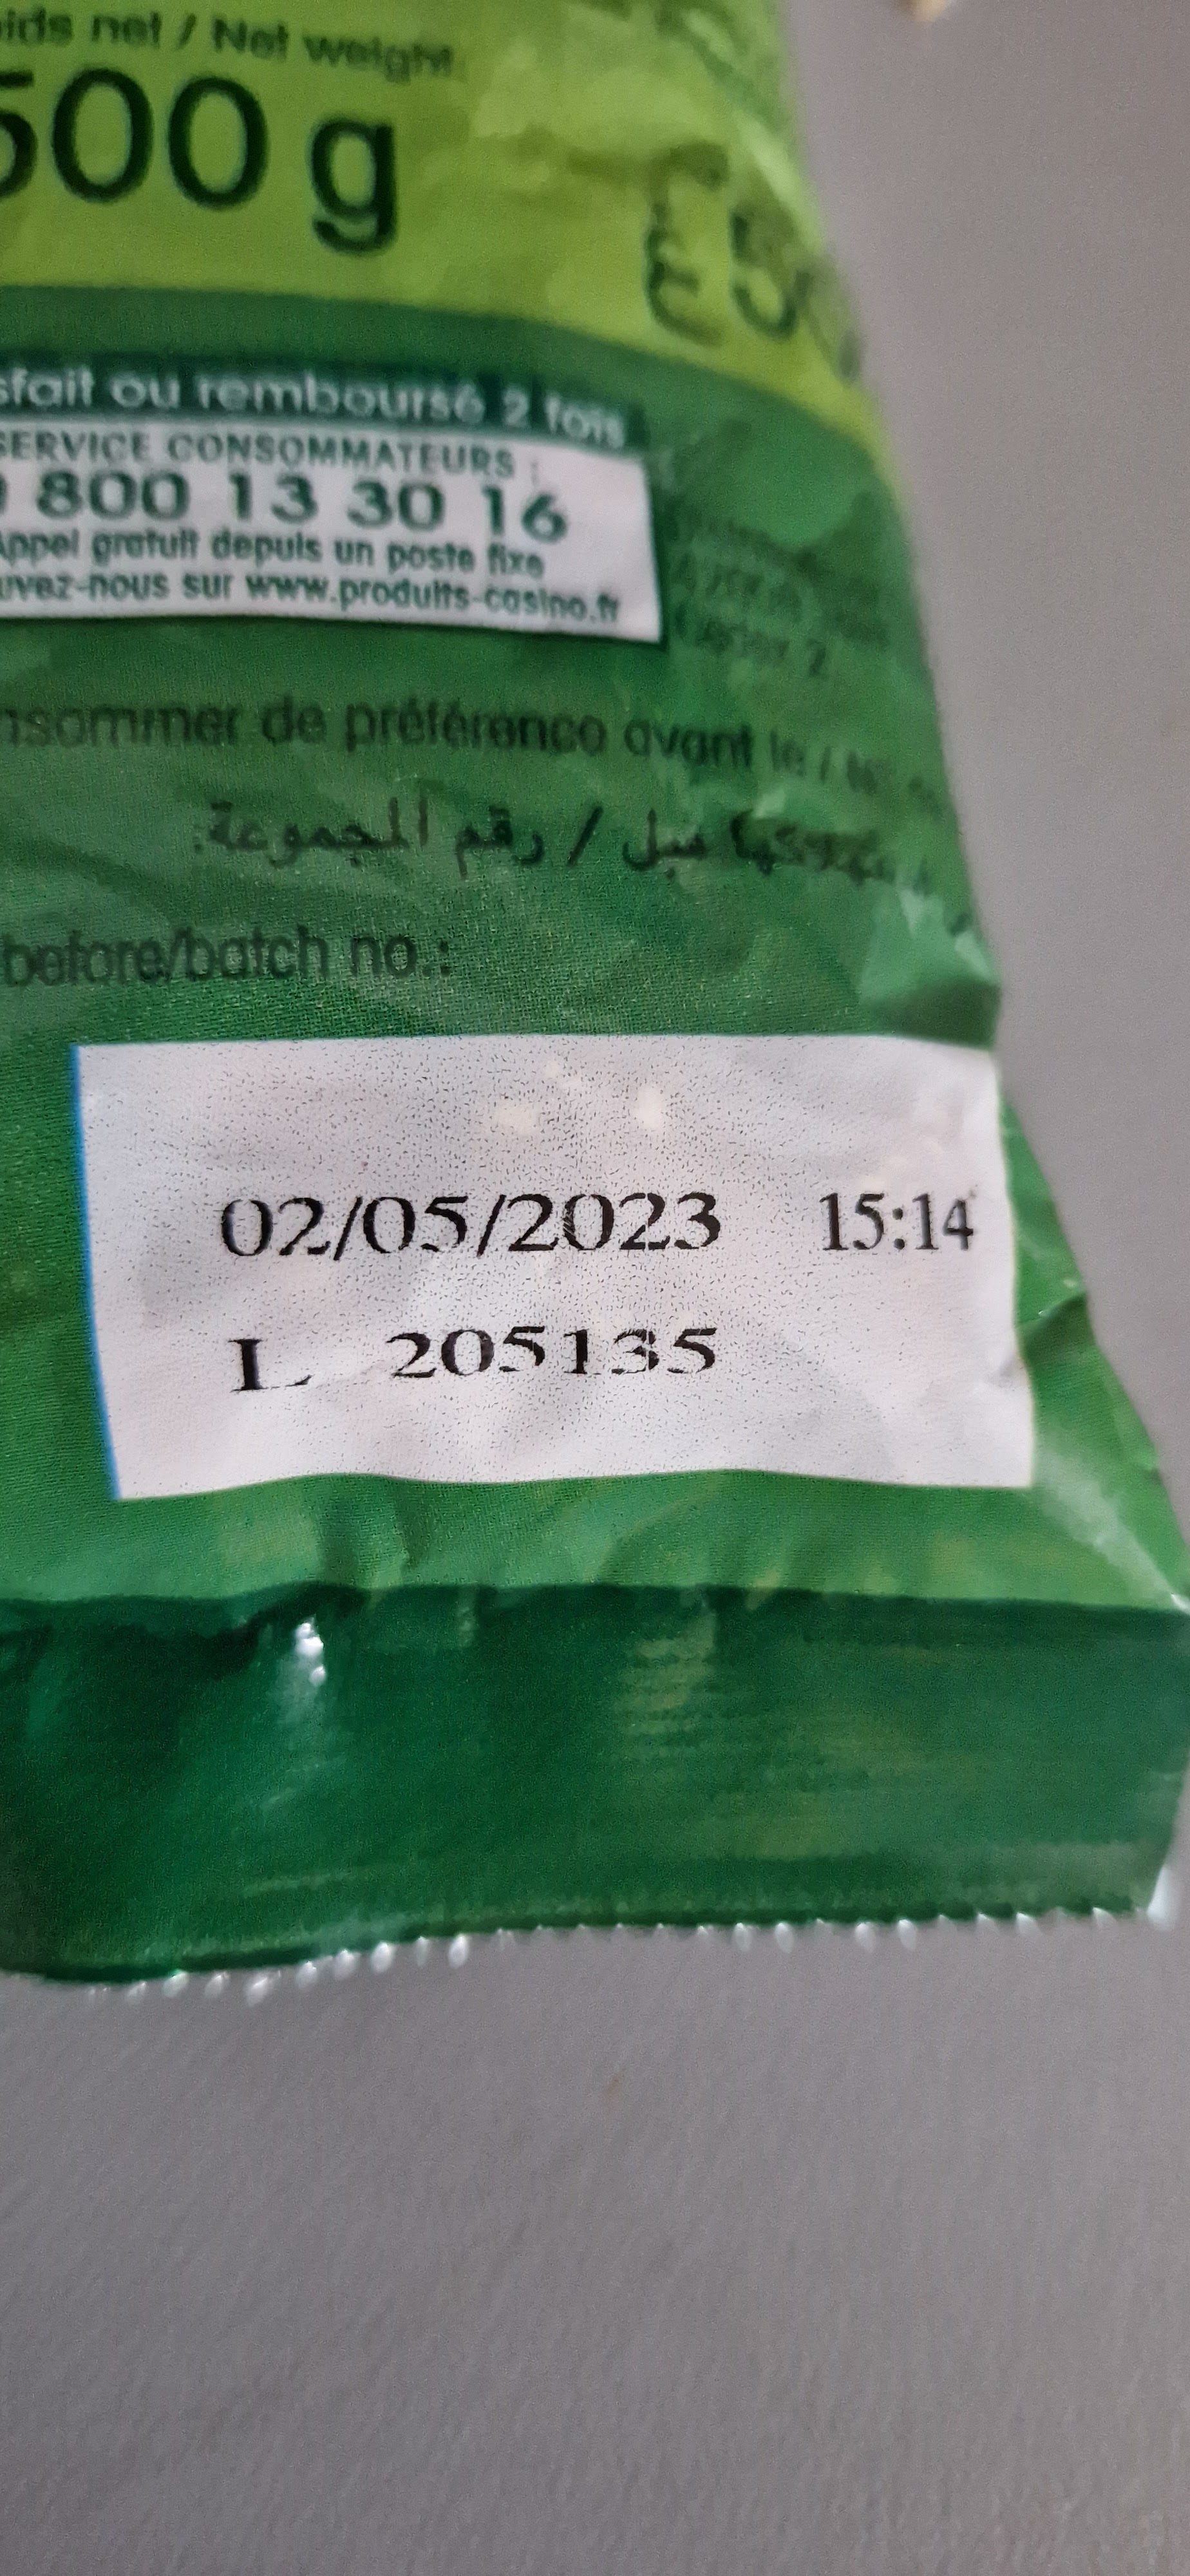 ids net / Net weight
500 g
E 50
sfait ou remboursé 2 fois
SERVICE CONSOMMATEURS :
0 800 13 30 16
Appel gratuit depuis un poste fixe
uvez-nous sur www.produits-casino.fr
nsommer de préférence avant le /
قبل / رقم المجموعة:
before/batch no.:
02/05/2023 15:14
L 205135